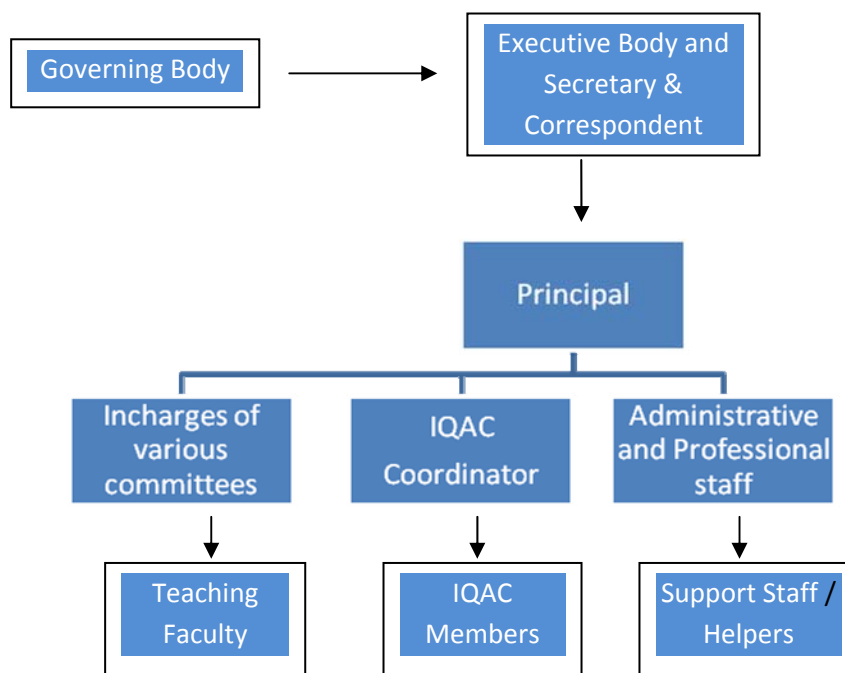 Governing Body
Executive Body and
Secretary &
Correspondent
Principal
Incharges of
various
committees
IQAC
Coordinator
Administrative
and Professional
staff
Teaching
Faculty
IQAC
Members
Support Staff /
Helpers